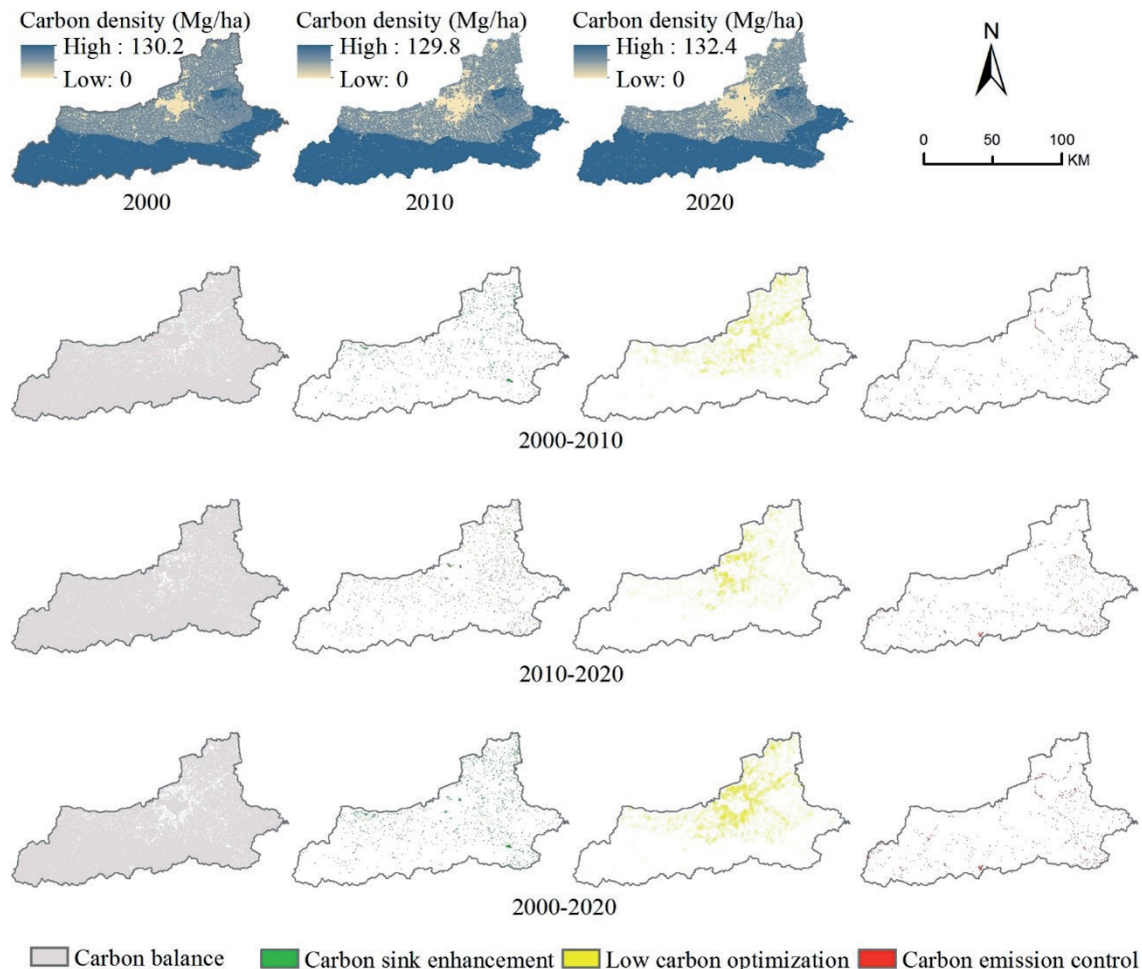 Carbon density (Mg/ha)
High : 130.2
Low: 0
2000
Carbon density (Mg/ha)
High : 129.8
Low: 0
2010
Carbon density (Mg/ha)
High : 132.4
Low: 0
2020
N
0 50 100
KM
2000-2010
2010-2020
2000-2020
Carbon balance
Carbon sink enhancement
Low carbon optimization
Carbon emission control